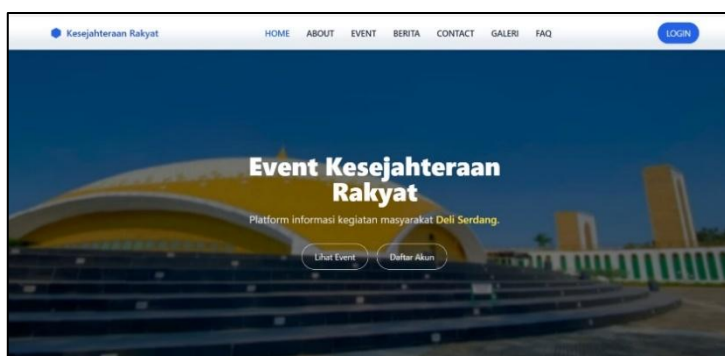 Kesejahteraan Rakyat
HOME ABOUT EVENT BERITA CONTACT GALERI FAQ
LOGIN
Event Kesejahteraan
Rakyat
Platform informasi kegiatan masyarakat Deli Serdang.
Lihat Event Daftar Akun